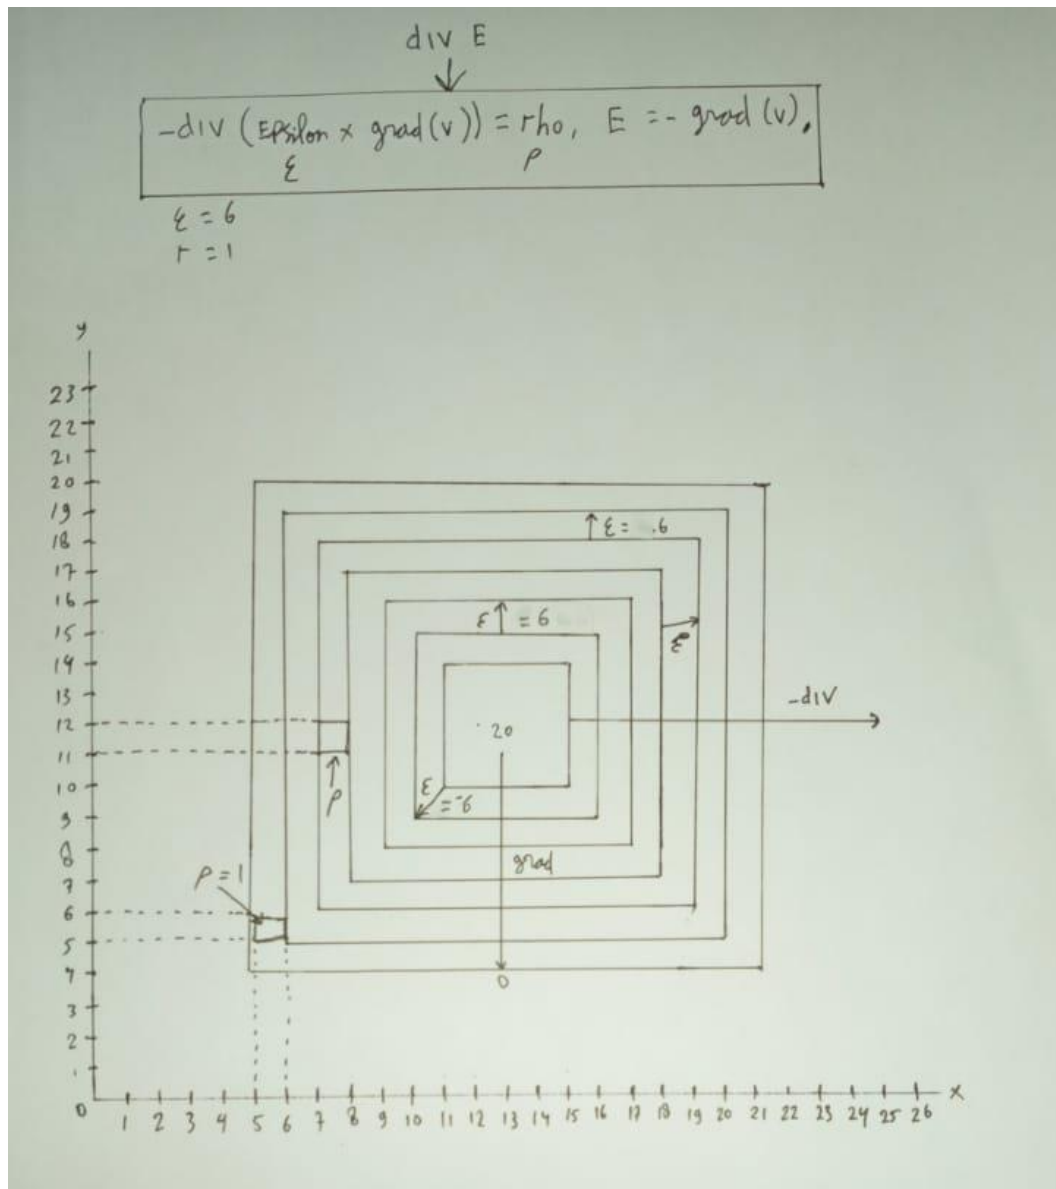 div E
-div (Epsilon x grad(v)) = rho, E = - grad (v).
ε ρ
ε = 6
r = 1
y
23
22
21
20
19
18
17
16
15
14
13
12
11
10
9
8
7
6
5
4
3
2
0
ε = .6
ε = 6
ε
-div
20
ρ
ε = -6
grad
ρ = 1
0
1 2 3 4 5 6 7 8 9 10 11 12 13 14 15 16 17 18 19 20 21 22 23 24 25 26 x